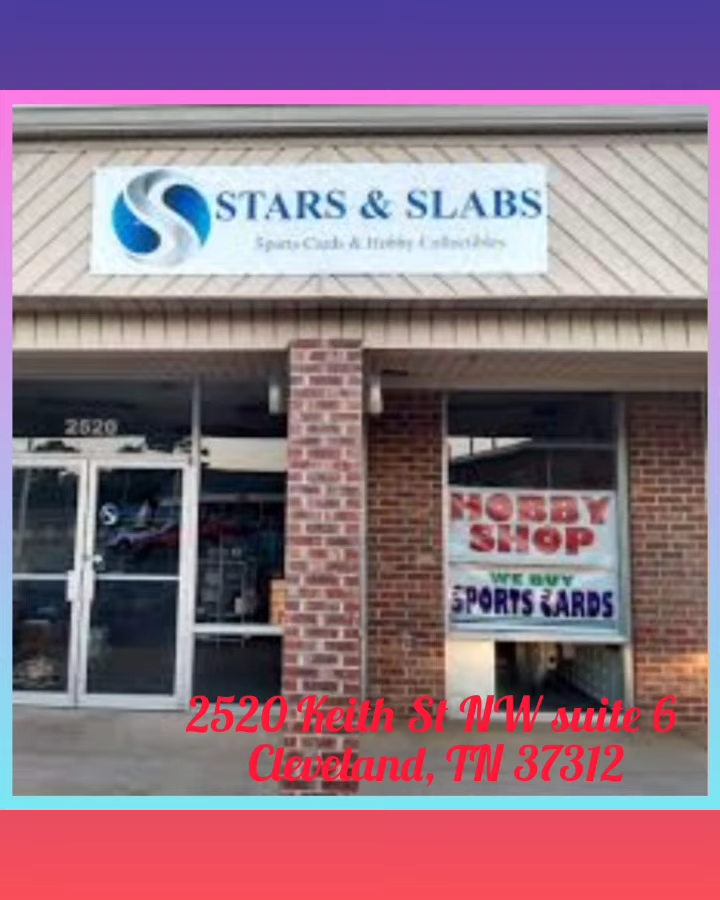 STARS & SLABS
Sports Cards & Hobby Collectibles
2520
HOBBY
SHOP
WE BUY
SPORTS CARDS
2520 Keith St NW suite 6
Cleveland, TN 37312